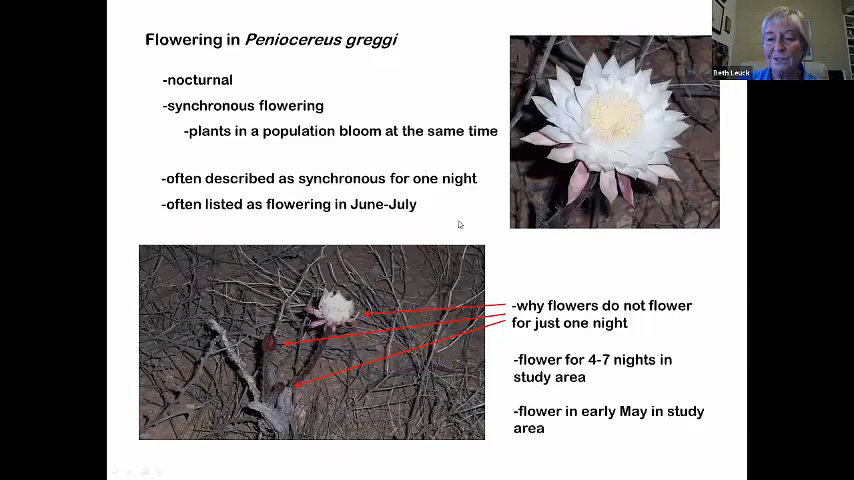 Flowering in Peniocereus greggi
-nocturnal
-synchronous flowering
-plants in a population bloom at the same time
-often described as synchronous for one night
-often listed as flowering in June-July
-why flowers do not flower
for just one night
-flower for 4-7 nights in
study area
-flower in early May in study
area
Beth Leuck